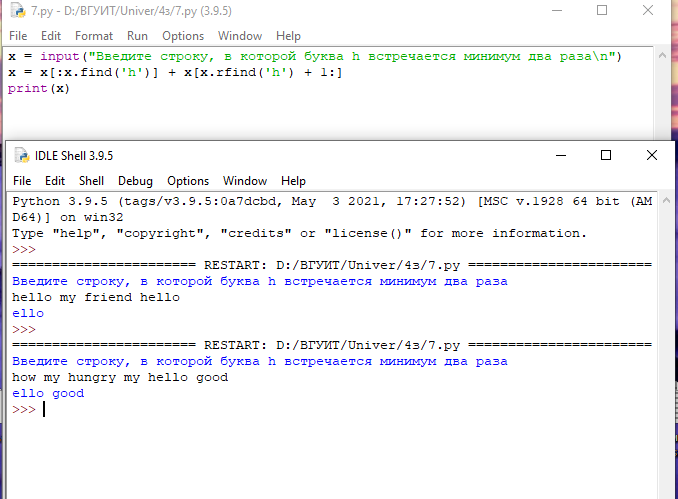 7.py - D:/ВГУИТ/Univer/4з/7.py (3.9.5)
File Edit Format Run Options Window Help
x = input("Введите строку, в которой буква h встречается минимум два раза\n")
x = x[:x.find('h')] + x[x.rfind('h') + 1:]
print(x)
IDLE Shell 3.9.5
File Edit Shell Debug Options Window Help
Python 3.9.5 (tags/v3.9.5:0a7dcbd, May  3 2021, 17:27:52) [MSC v.1928 64 bit (AM
D64)] on win32
Type "help", "copyright", "credits" or "license()" for more information.
>>>
======================= RESTART: D:/ВГУИТ/Univer/4з/7.py =======================
Введите строку, в которой буква h встречается минимум два раза
hello my friend hello
ello
>>>
======================= RESTART: D:/ВГУИТ/Univer/4з/7.py =======================
Введите строку, в которой буква h встречается минимум два раза
how my hungry my hello good
ello good
>>>